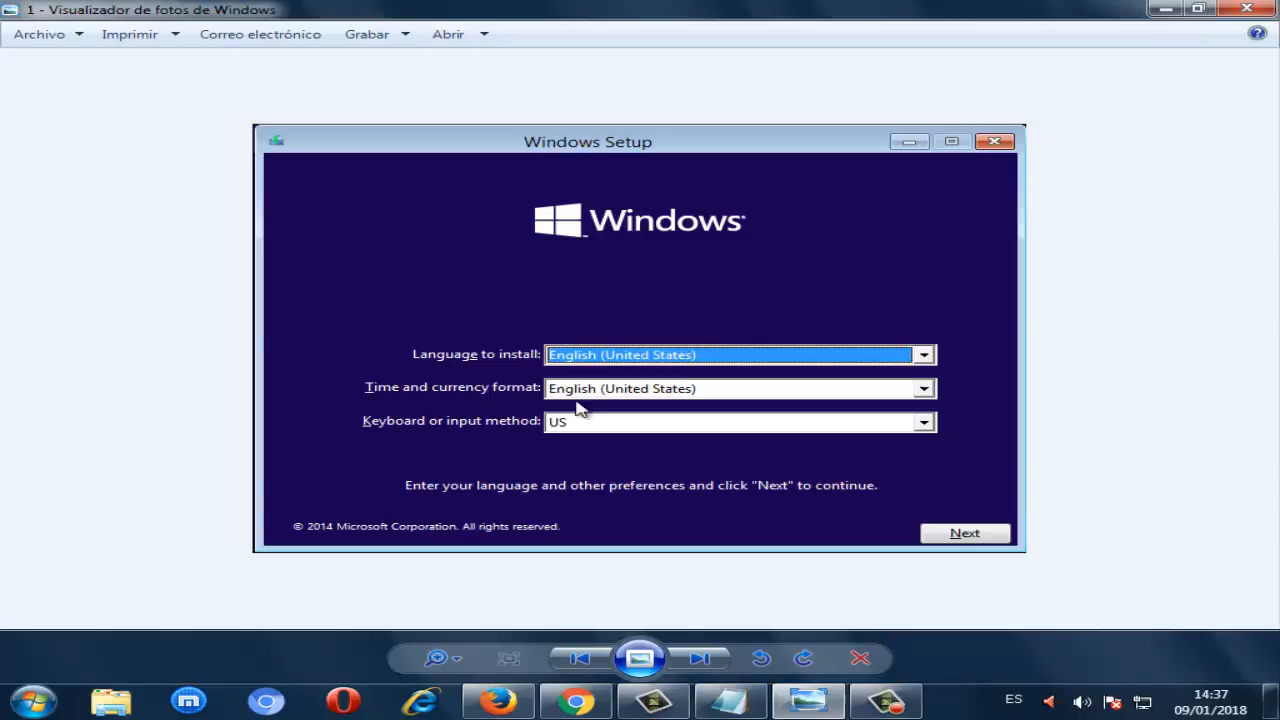 1 - Visualizador de fotos de Windows
Archivo Imprimir Correo electrónico Grabar Abrir
Windows Setup
Windows
Language to install: English (United States)
Time and currency format: English (United States)
Keyboard or input method: US
Enter your language and other preferences and click "Next" to continue.
© 2014 Microsoft Corporation. All rights reserved.
Next
ES
14:37
09/01/2018